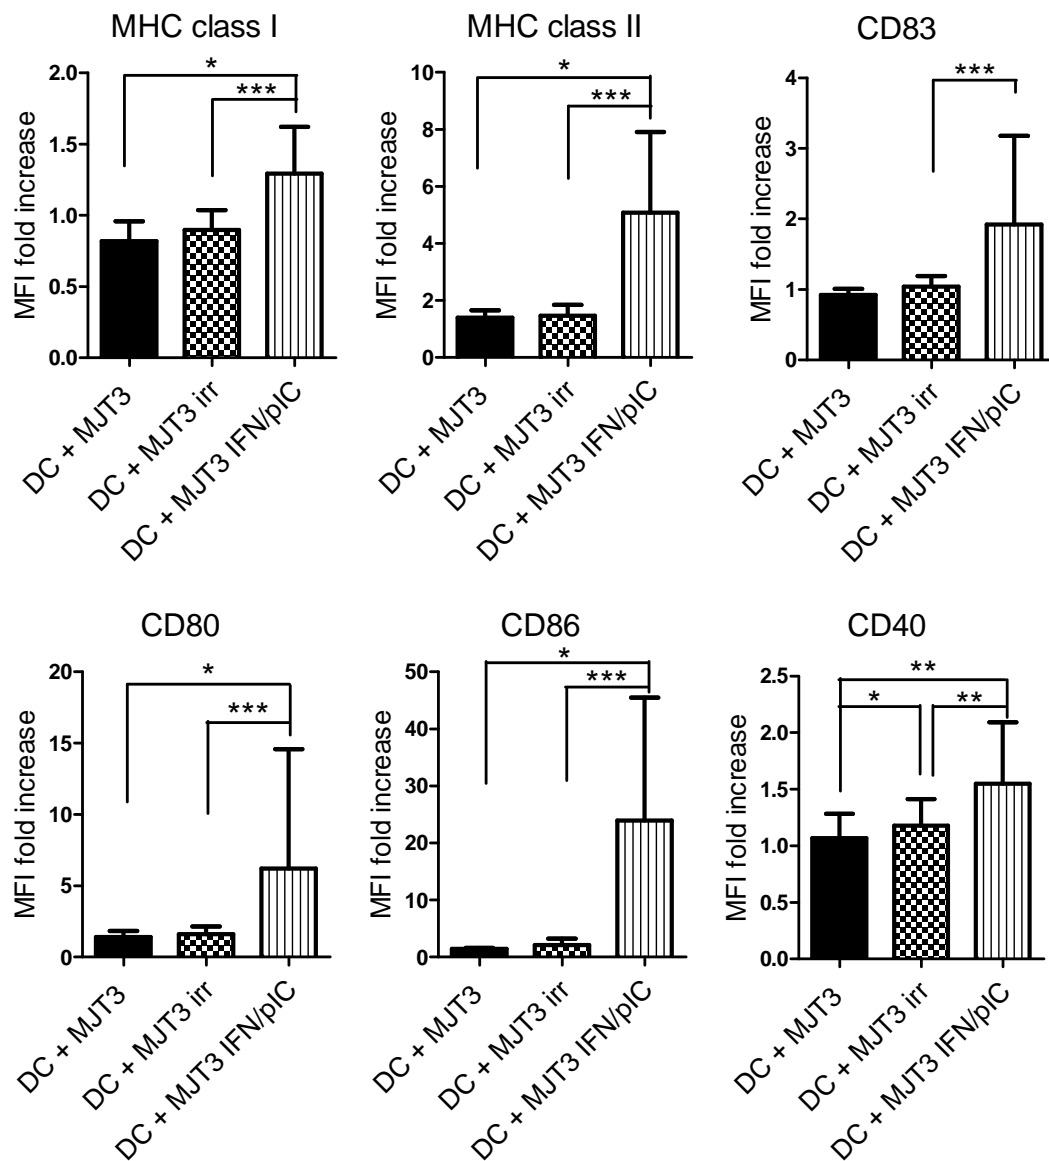 MHC class I
MHC class II
CD83
MFI fold increase
2.0
1.5
1.0
0.5
0.0
*
***
DC + MJT3
DC + MJT3 irr
DC + MJT3 IFN/pIC
MFI fold increase
10
8
6
4
2
0
*
***
DC + MJT3
DC + MJT3 irr
DC + MJT3 IFN/pIC
MFI fold increase
4
3
2
1
0
***
DC + MJT3
DC + MJT3 irr
DC + MJT3 IFN/pIC
CD80
CD86
CD40
MFI fold increase
20
15
10
5
0
*
***
DC + MJT3
DC + MJT3 irr
DC + MJT3 IFN/pIC
MFI fold increase
50
40
30
20
10
0
*
***
DC + MJT3
DC + MJT3 irr
DC + MJT3 IFN/pIC
MFI fold increase
2.5
2.0
1.5
1.0
0.5
0.0
**
*
**
DC + MJT3
DC + MJT3 irr
DC + MJT3 IFN/pIC